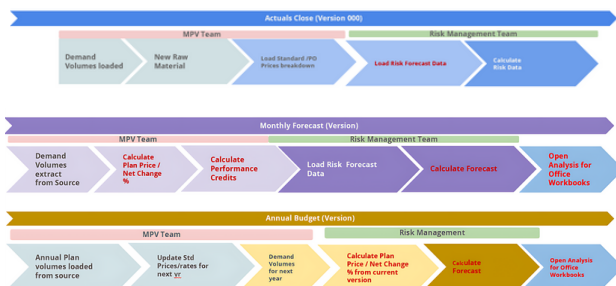 Actuals Close (Version 000)
MPV Team
Risk Management Team
Demand
Volumes loaded
New Raw
Material
Load Standard /PO
Prices breakdown
Load Risk Forecast Data
Calculate
Risk Data
Monthly Forecast (Version)
MPV Team
Risk Management Team
Demand
Volumes
extract
from Source
Calculate
Plan Price /
Net Change
%
Calculate
Performance
Credits
Load Risk Forecast
Data
Calculate Forecast
Open
Analysis for
Office
Workbooks
Annual Budget (Version)
MPV Team
Risk Management
Annual Plan
volumes loaded
from source
Update Std
Prices/rates for
next yr
Demand
Volumes
for next
year
Calculate Plan
Price / Net Change
% from current
version
Calculate
Forecast
Open Analysis
for Office
Workbooks